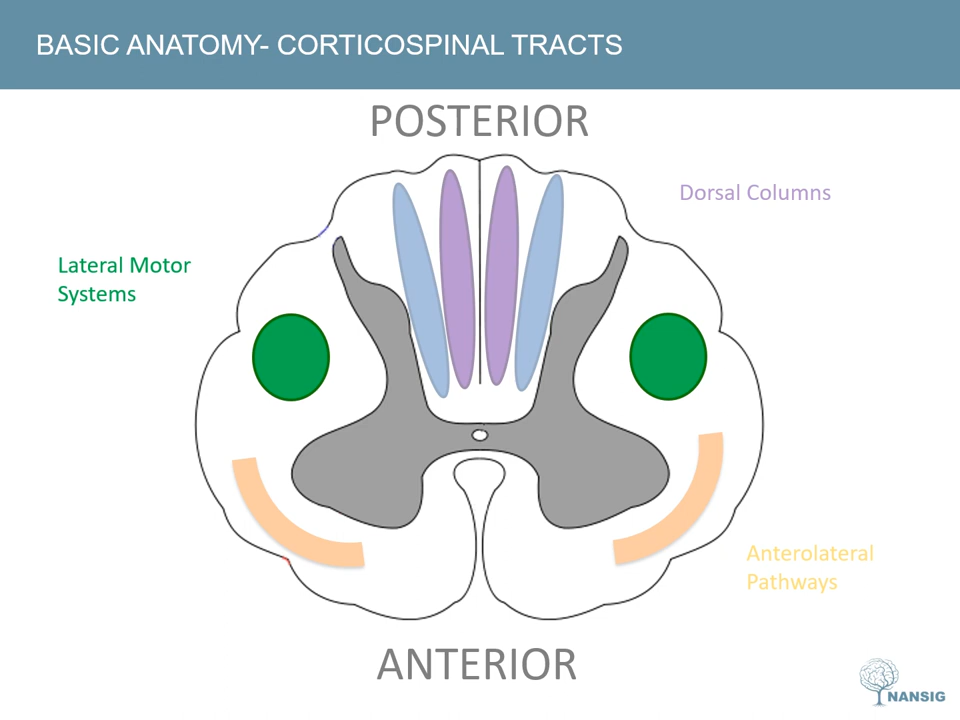 BASIC ANATOMY- CORTICOSPINAL TRACTS
POSTERIOR
Dorsal Columns
Lateral Motor
Systems
Anterolateral
Pathways
ANTERIOR
NANSIG